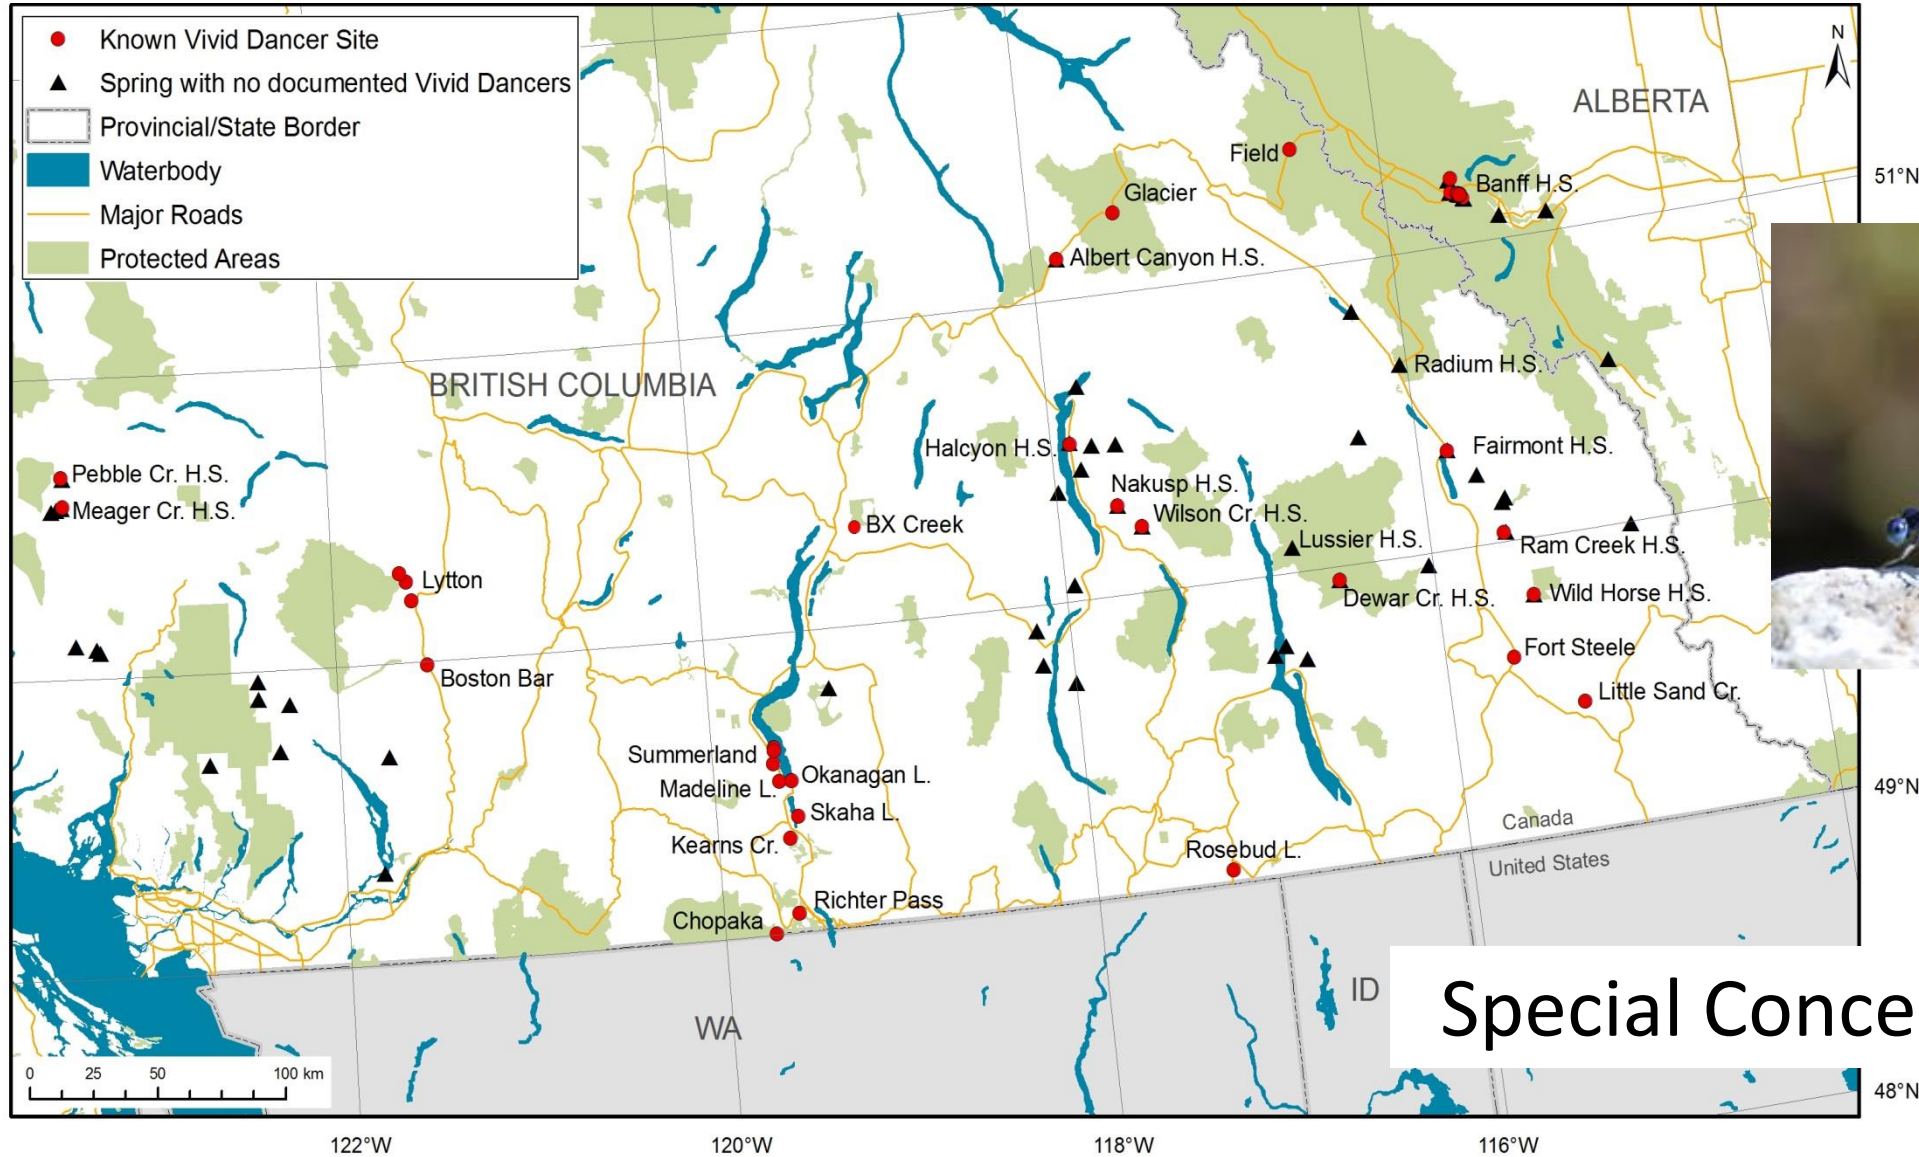 Known Vivid Dancer Site
Spring with no documented Vivid Dancers
Provincial/State Border
Waterbody
Major Roads
Protected Areas
N
ALBERTA
51°N
Field
Banff H.S.
Glacier
Albert Canyon H.S.
Radium H.S.
BRITISH COLUMBIA
Halcyon H.S.
Fairmont H.S.
Pebble Cr. H.S.
Meager Cr. H.S.
Nakusp H.S.
Wilson Cr. H.S.
BX Creek
Lussier H.S.
Ram Creek H.S.
Lytton
Dewar Cr. H.S.
Wild Horse H.S.
Boston Bar
Fort Steele
Little Sand Cr.
Summerland
Okanagan L.
Madeline L.
49°N
Skaha L.
Kearns Cr.
Canada
United States
Rosebud L.
Richter Pass
Chopaka
ID
WA
Special Conce
0 25 50 100 km
48°N
122°W 120°W 118°W 116°W